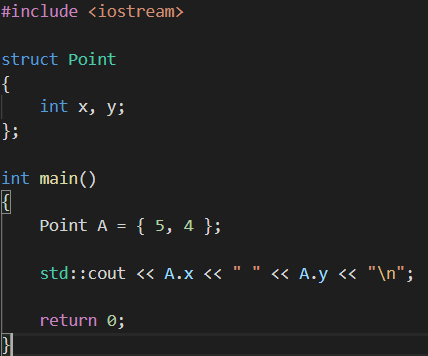 #include <iostream>
struct Point
{
    int x, y;
};
int main()
{
    Point A = { 5, 4 };
    std::cout << A.x << " " << A.y << "\n";
    return 0;
}